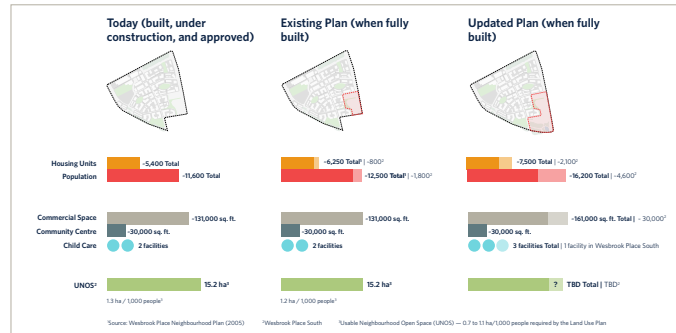 Today (built, under
construction, and approved)
Existing Plan (when fully
built)
Updated Plan (when fully
built)
Housing Units
~5,400 Total
~6,250 Total¹ | ~800²
~7,500 Total | ~2,100²
Population
~11,600 Total
~12,500 Total¹ | ~1,800²
~16,200 Total | ~4,600²
Commercial Space
~131,000 sq. ft.
~131,000 sq. ft.
~161,000 sq. ft. Total | ~ 30,000²
Community Centre
~30,000 sq. ft.
~30,000 sq. ft.
~30,000 sq. ft.
Child Care
2 facilities
2 facilities
3 facilities Total | 1 facility in Wesbrook Place South
UNOS³
15.2 ha³
15.2 ha³
? TBD Total | TBD²
1.3 ha / 1,000 people³
1.2 ha / 1,000 people³
¹Source: Wesbrook Place Neighbourhood Plan (2005) ²Wesbrook Place South ³Usable Neighbourhood Open Space (UNOS) — 0.7 to 1.1 ha/1,000 people required by the Land Use Plan